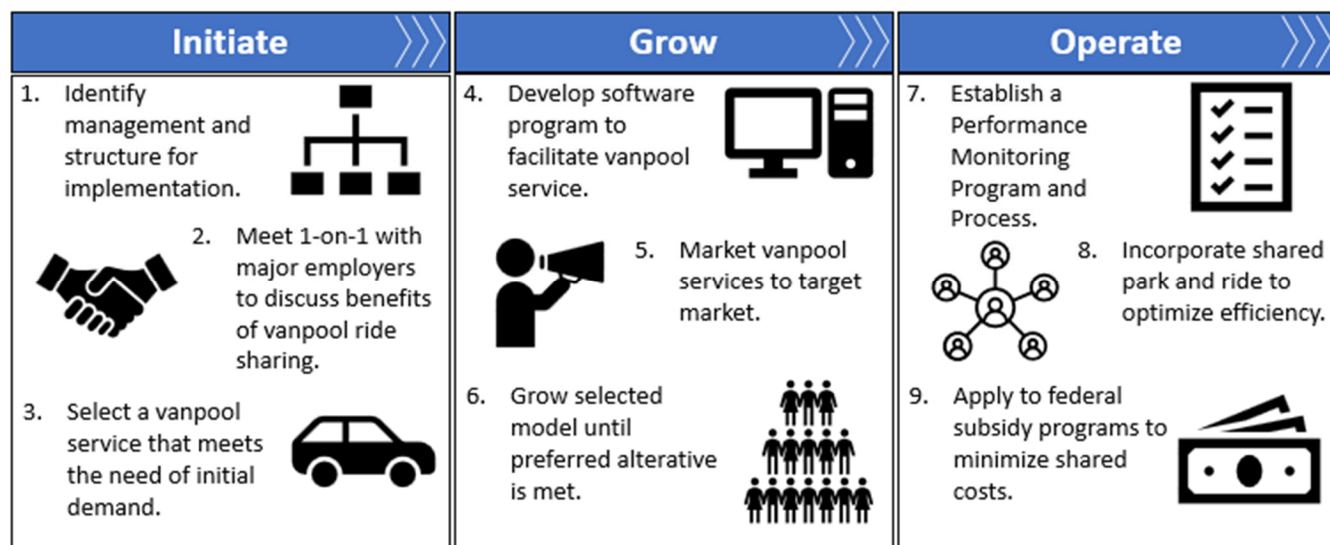 Initiate
1. Identify
management and
structure for
implementation.
2. Meet 1-on-1 with
major employers
to discuss benefits
of vanpool ride
sharing.
3. Select a vanpool
service that meets
the need of initial
demand.
Grow
4. Develop software
program to
facilitate vanpool
service.
5. Market vanpool
services to target
market.
6. Grow selected
model until
preferred alterative
is met.
Operate
7. Establish a
Performance
Monitoring
Program and
Process.
8. Incorporate shared
park and ride to
optimize efficiency.
9. Apply to federal
subsidy programs to
minimize shared
costs.